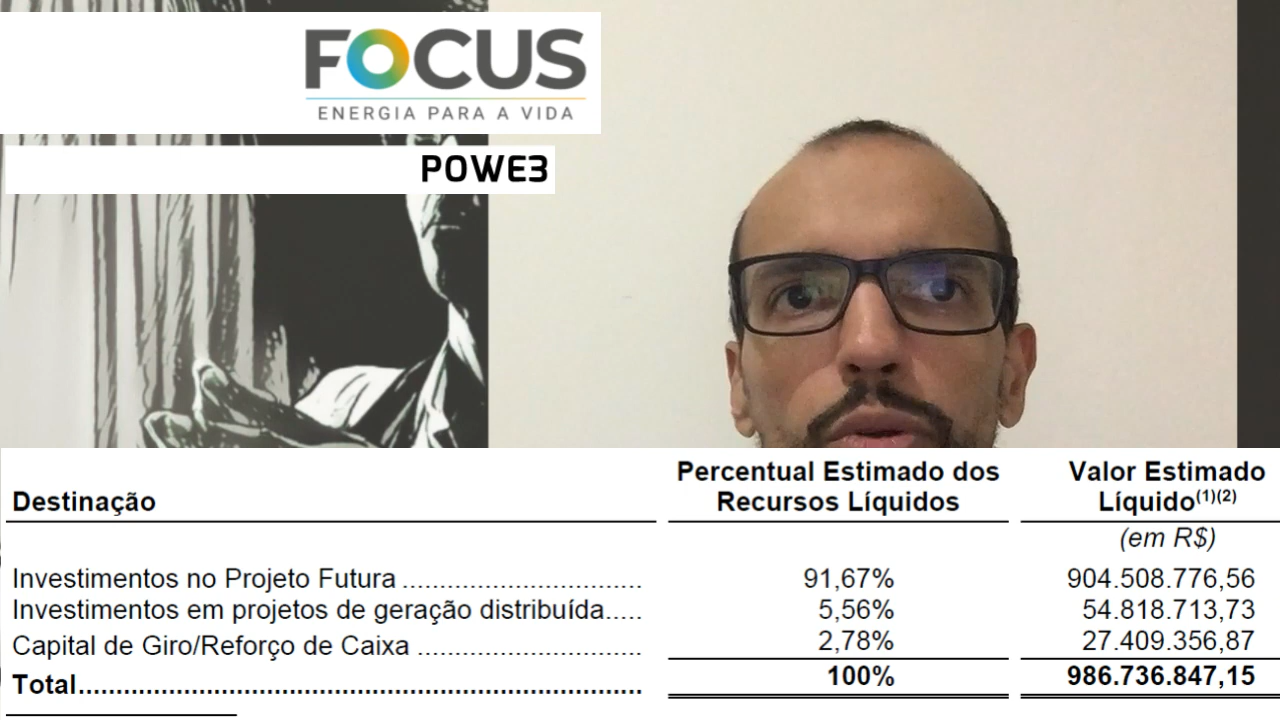 FOCUS
ENERGIA PARA A VIDA
POWE3
Percentual Estimado dos Valor Estimado
Destinação Recursos Líquidos Líquido(1)(2)
(em R$)
Investimentos no Projeto Futura ............................. 91,67% 904.508.776,56
Investimentos em projetos de geração distribuída..... 5,56% 54.818.713,73
Capital de Giro/Reforço de Caixa ........................... 2,78% 27.409.356,87
Total....................................................................... 100% 986.736.847,15